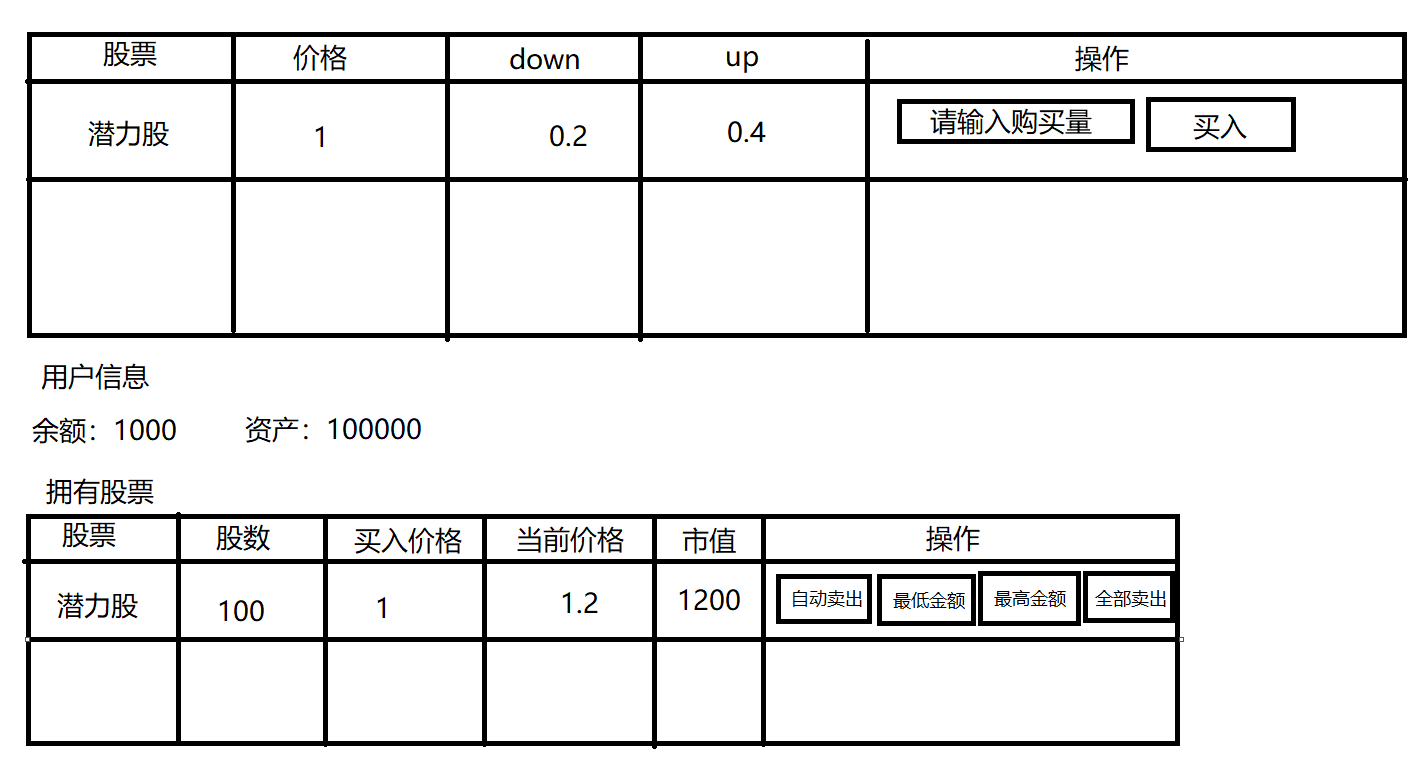 股票 价格 down up 操作
潜力股 1 0.2 0.4 请输入购买量 买入
用户信息
余额：1000 资产：100000
拥有股票
股票 股数 买入价格 当前价格 市值 操作
潜力股 100 1 1.2 1200 自动卖出 最低金额 最高金额 全部卖出